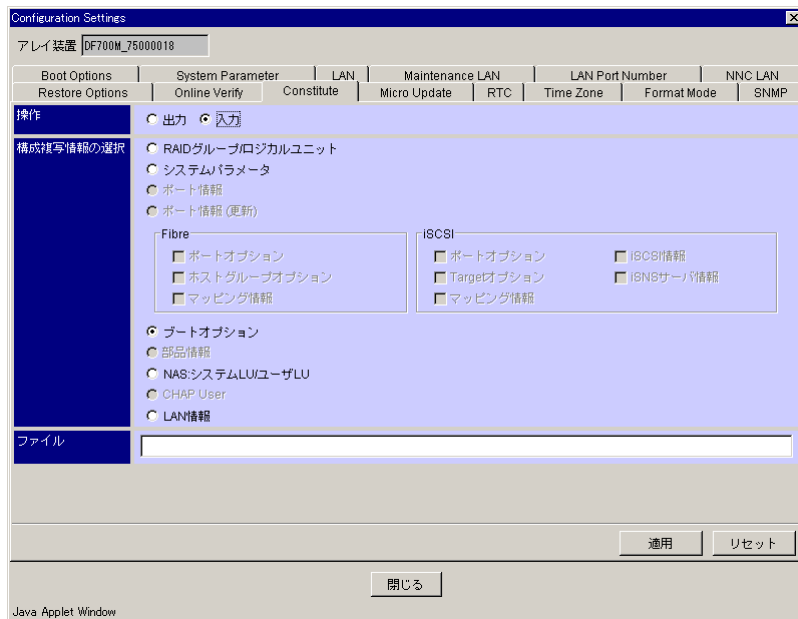 Configuration Settings
アレイ装置 DF700M_75000018
Boot Options System Parameter LAN Maintenance LAN LAN Port Number NNC LAN
Restore Options Online Verify Constitute Micro Update RTC Time Zone Format Mode SNMP
操作 出力 入力
構成複写情報の選択 RAIDグループ/ロジカルユニット
システムパラメータ
ポート情報
ポート情報(更新)
Fibre iSCSI
ポートオプション ポートオプション iSCSI情報
ホストグループオプション Targetオプション iSNSサーバ情報
マッピング情報 マッピング情報
ブートオプション
部品情報
NAS:システムLU/ユーザLU
CHAP User
LAN情報
ファイル
適用 リセット
閉じる
Java Applet Window